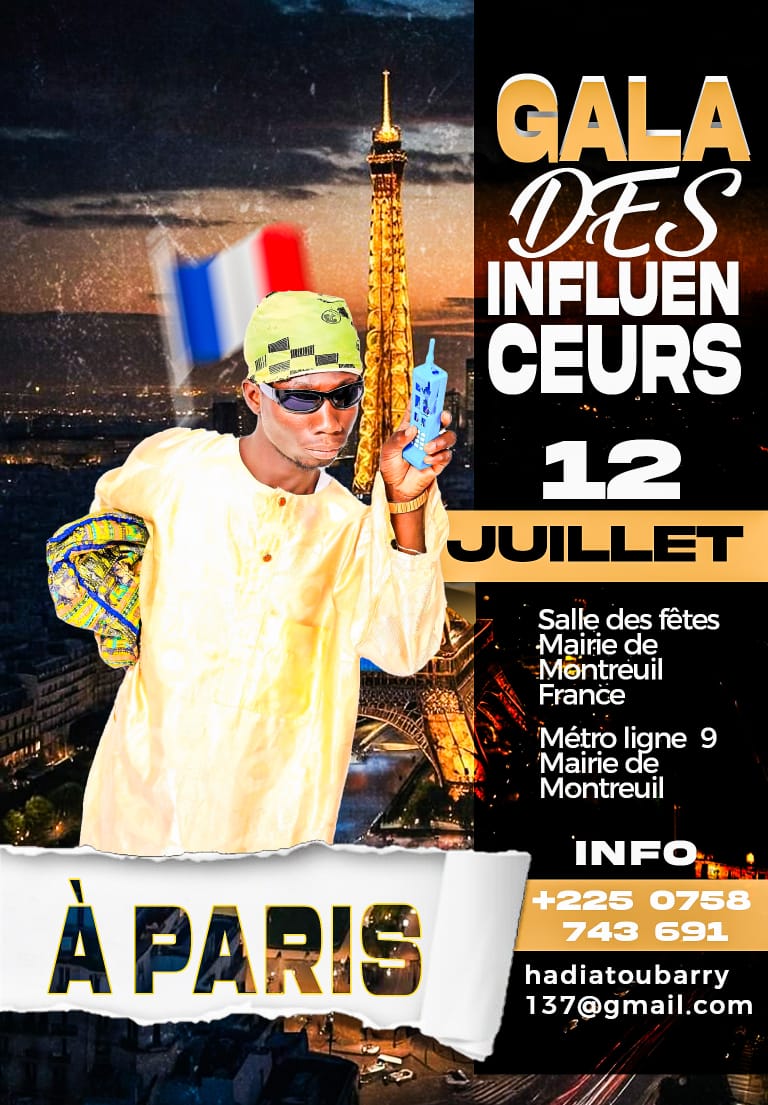 GALA
DES
INFLUEN
CEURS
12
JUILLET
Salle des fêtes
Mairie de
Montreuil
France
Métro ligne 9
Mairie de
Montreuil
INFO
+225 0758
743 691
hadiatoubarry
137@gmail.com
À PARIS